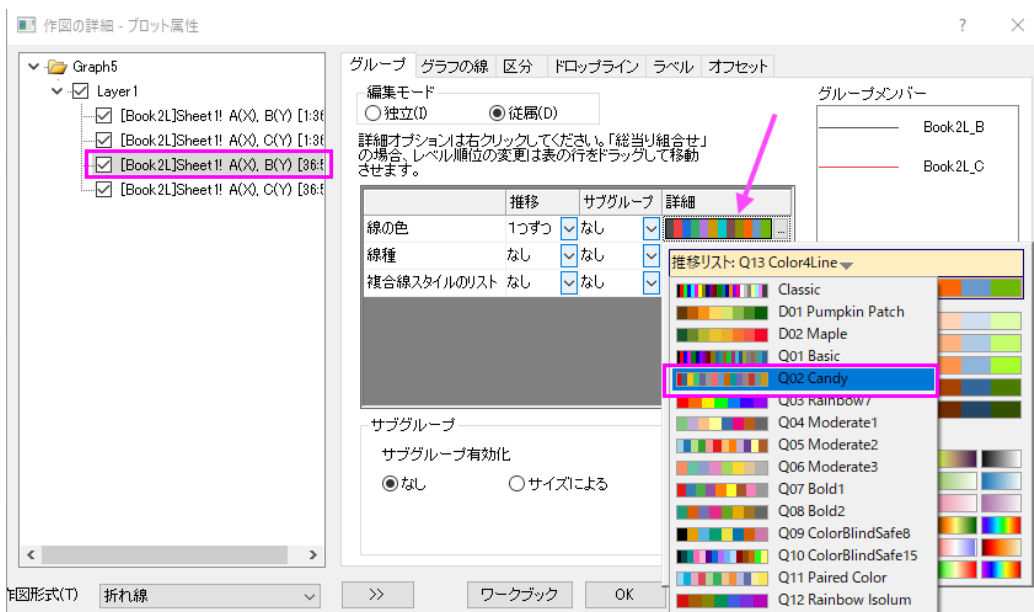 作図の詳細 - プロット属性
?
Graph5
Layer1
[Book2L]Sheet1! A(X), B(Y) [1:36
[Book2L]Sheet1! A(X), C(Y) [1:36
[Book2L]Sheet1! A(X), B(Y) [36:5
[Book2L]Sheet1! A(X), C(Y) [36:5
グループ グラフの線 区分 ドロップライン ラベル オフセット
編集モード
独立(I) 従属(D)
詳細オプションは右クリックしてください。「総当り組合せ」
の場合、レベル順位の変更は表の行をドラッグして移動
させます。
グループメンバー
Book2L_B
Book2L_C
推移 サブグループ 詳細
線の色 1つずつ なし ...
線種 なし なし
複合線スタイルのリスト なし なし
推移リスト: Q13 Color4Line
Classic
D01 Pumpkin Patch
D02 Maple
Q01 Basic
Q02 Candy
Q03 Rainbow7
Q04 Moderate1
Q05 Moderate2
Q06 Moderate3
Q07 Bold1
Q08 Bold2
Q09 ColorBlindSafe8
Q10 ColorBlindSafe15
Q11 Paired Color
Q12 Rainbow Isolum
サブグループ
サブグループ有効化
なし サイズによる
作図形式(T) 折れ線 >> ワークブック OK